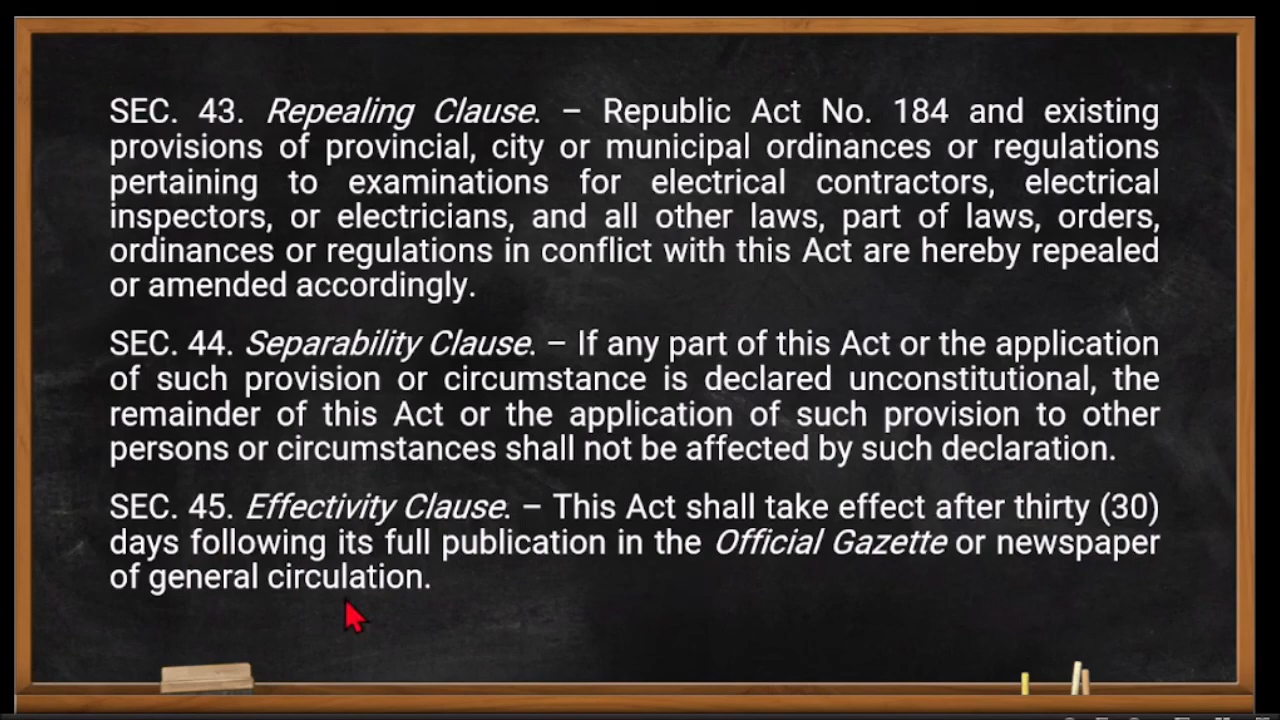 SEC. 43. Repealing Clause. – Republic Act No. 184 and existing
provisions of provincial, city or municipal ordinances or regulations
pertaining to examinations for electrical contractors, electrical
inspectors, or electricians, and all other laws, part of laws, orders,
ordinances or regulations in conflict with this Act are hereby repealed
or amended accordingly.
SEC. 44. Separability Clause. – If any part of this Act or the application
of such provision or circumstance is declared unconstitutional, the
remainder of this Act or the application of such provision to other
persons or circumstances shall not be affected by such declaration.
SEC. 45. Effectivity Clause. – This Act shall take effect after thirty (30)
days following its full publication in the Official Gazette or newspaper
of general circulation.